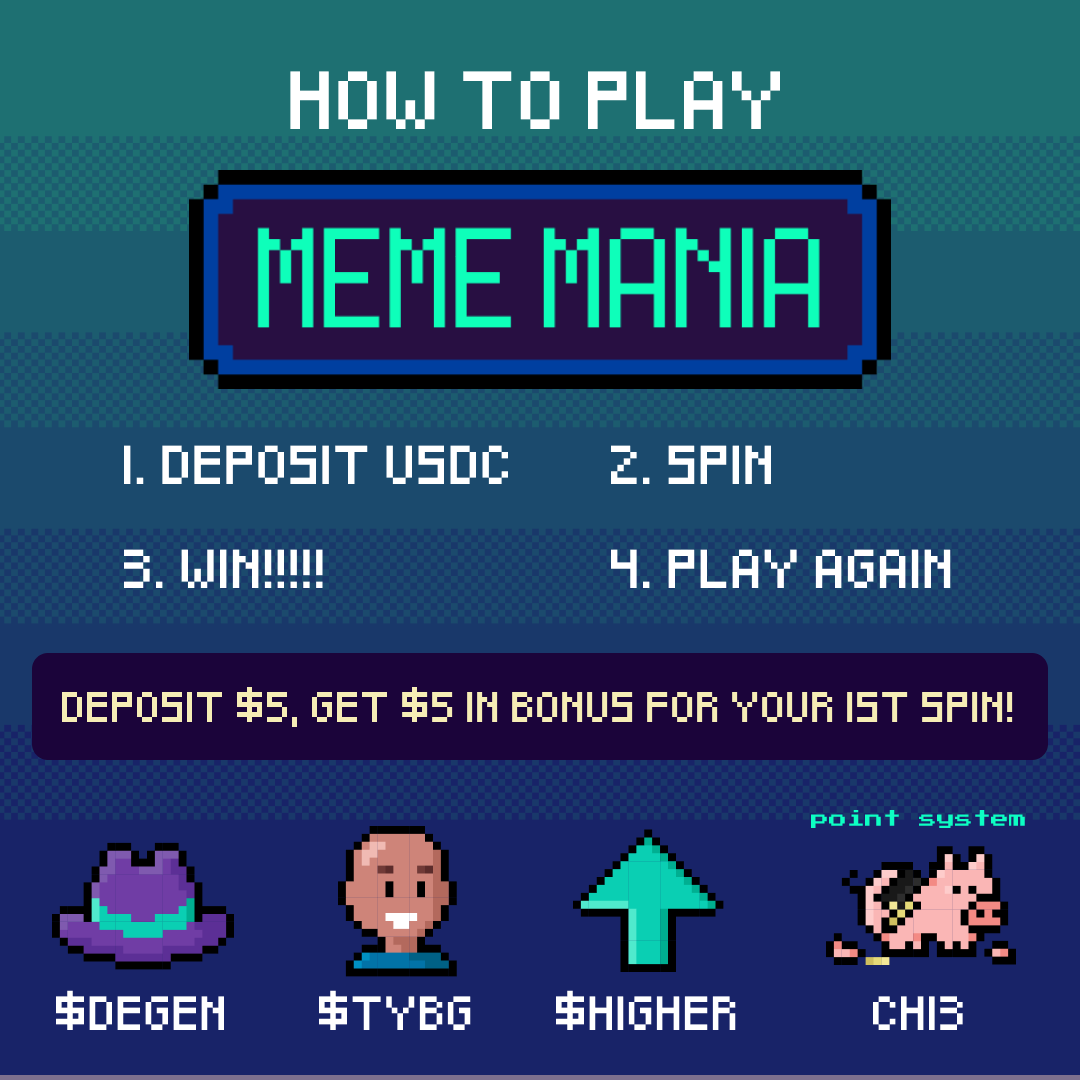 HOW TO PLAY
MEME MANIA
1. DEPOSIT USDC
2. SPIN
3. WIN!!!!!
4. PLAY AGAIN
DEPOSIT $5, GET $5 IN BONUS FOR YOUR 1ST SPIN!
point system
$DEGEN
$TYBG
$HIGHER
CHI3